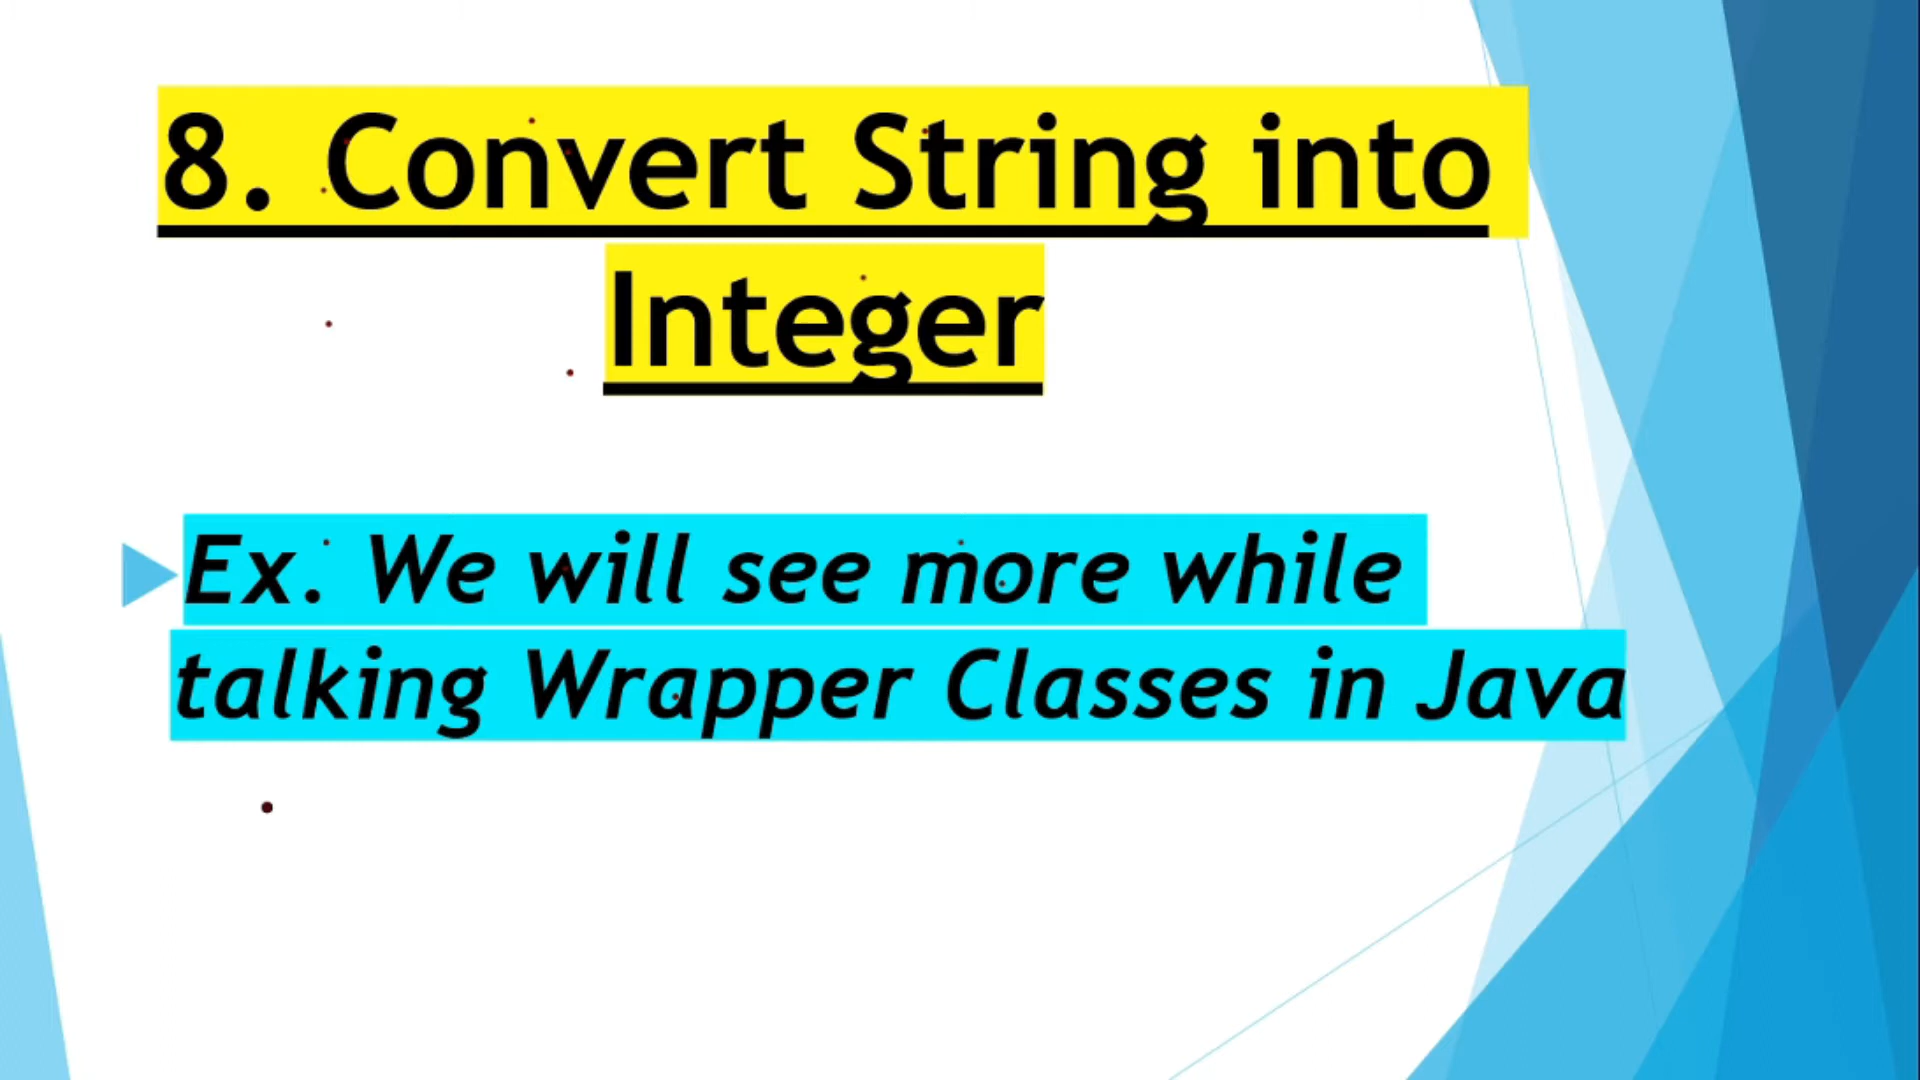 8. Convert String into
Integer
Ex. We will see more while
talking Wrapper Classes in Java